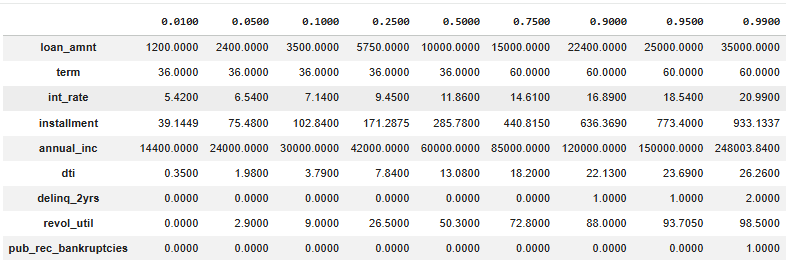 0.0100 0.0500 0.1000 0.2500 0.5000 0.7500 0.9000 0.9500 0.9900
loan_amnt 1200.0000 2400.0000 3500.0000 5750.0000 10000.0000 15000.0000 22400.0000 25000.0000 35000.0000
term 36.0000 36.0000 36.0000 36.0000 36.0000 60.0000 60.0000 60.0000 60.0000
int_rate 5.4200 6.5400 7.1400 9.4500 11.8600 14.6100 16.8900 18.5400 20.9900
installment 39.1449 75.4800 102.8400 171.2875 285.7800 440.8150 636.3690 773.4000 933.1337
annual_inc 14400.0000 24000.0000 30000.0000 42000.0000 60000.0000 85000.0000 120000.0000 150000.0000 248003.8400
dti 0.3500 1.9800 3.7900 7.8400 13.0800 18.2000 22.1300 23.6900 26.2600
delinq_2yrs 0.0000 0.0000 0.0000 0.0000 0.0000 0.0000 1.0000 1.0000 2.0000
revol_util 0.0000 2.9000 9.0000 26.5000 50.3000 72.8000 88.0000 93.7050 98.5000
pub_rec_bankruptcies 0.0000 0.0000 0.0000 0.0000 0.0000 0.0000 0.0000 0.0000 1.0000